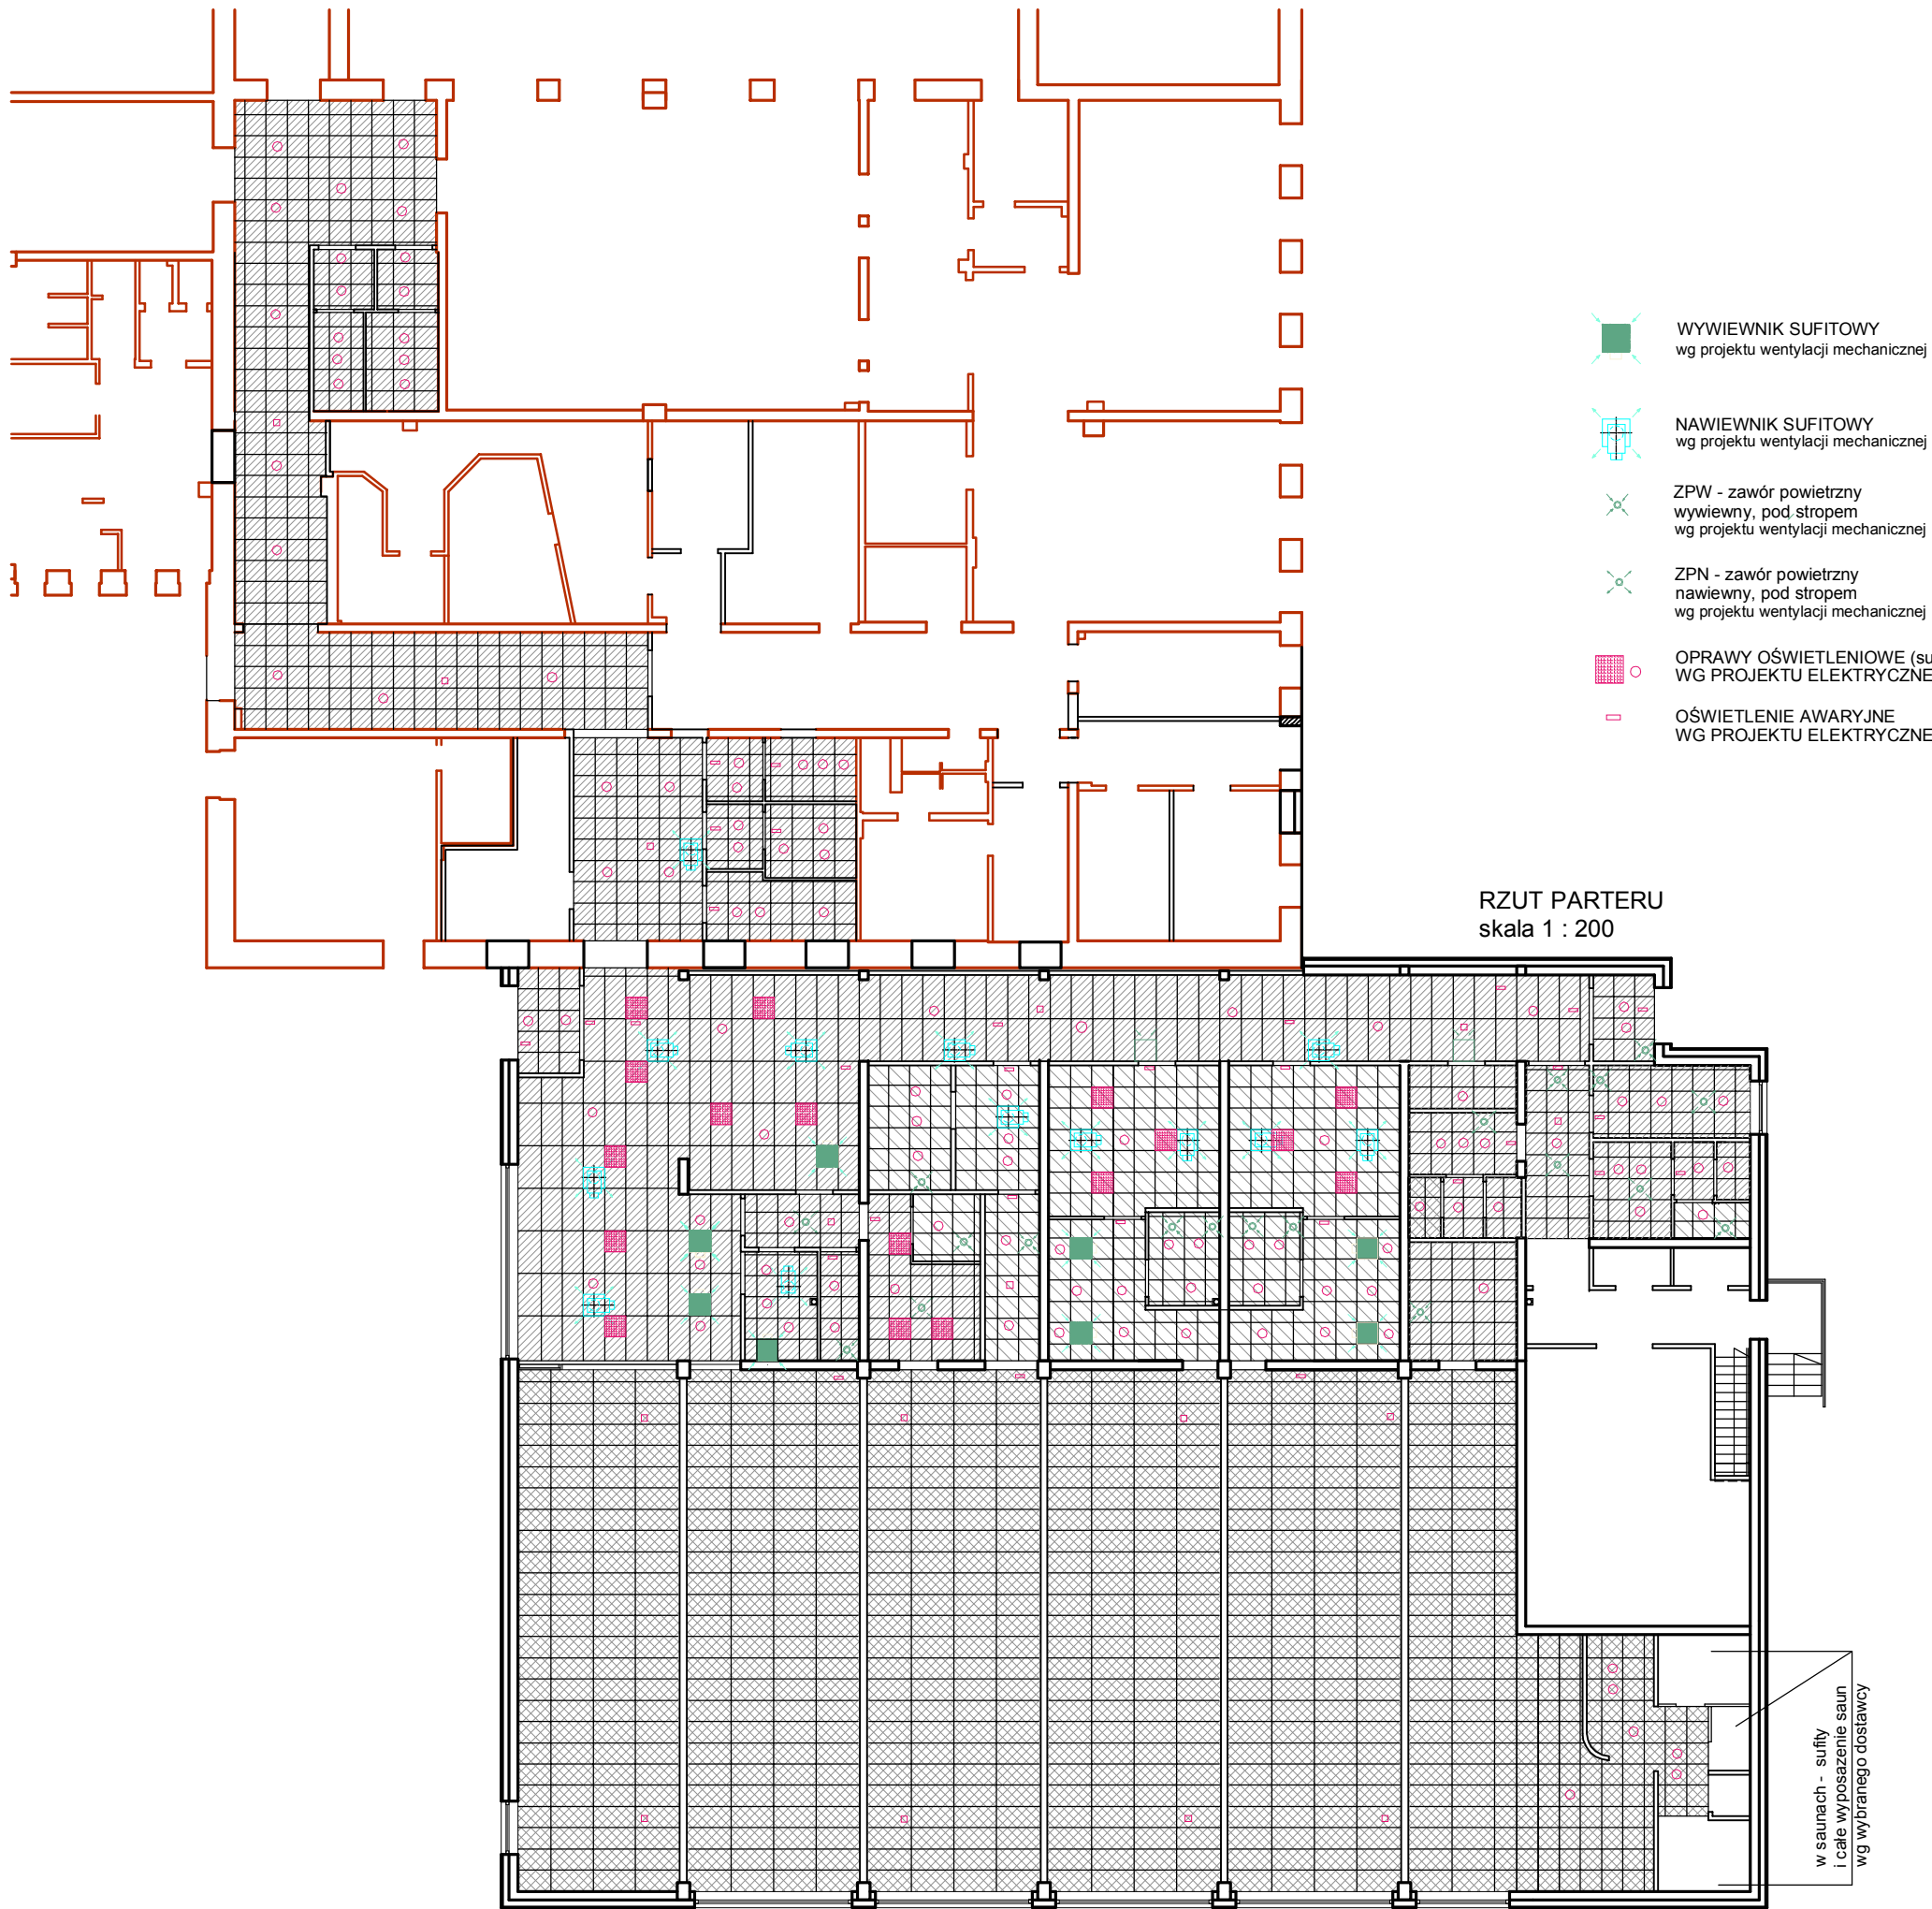 WYWIEWNIK SUFITOWY
wg projektu wentylacji mechanicznej
NAWIEWNIK SUFITOWY
wg projektu wentylacji mechanicznej
ZPW - zawór powietrzny
wywiewny, pod stropem
wg projektu wentylacji mechanicznej
ZPN - zawór powietrzny
nawiewny, pod stropem
wg projektu wentylacji mechanicznej
OPRAWY OŚWIETLENIOWE (su
WG PROJEKTU ELEKTRYCZNE
OŚWIETLENIE AWARYJNE
WG PROJEKTU ELEKTRYCZNE
RZUT PARTERU
skala 1 : 200
w saunach - sufity
i całe wyposażenie saun
wg wybranego dostawcy